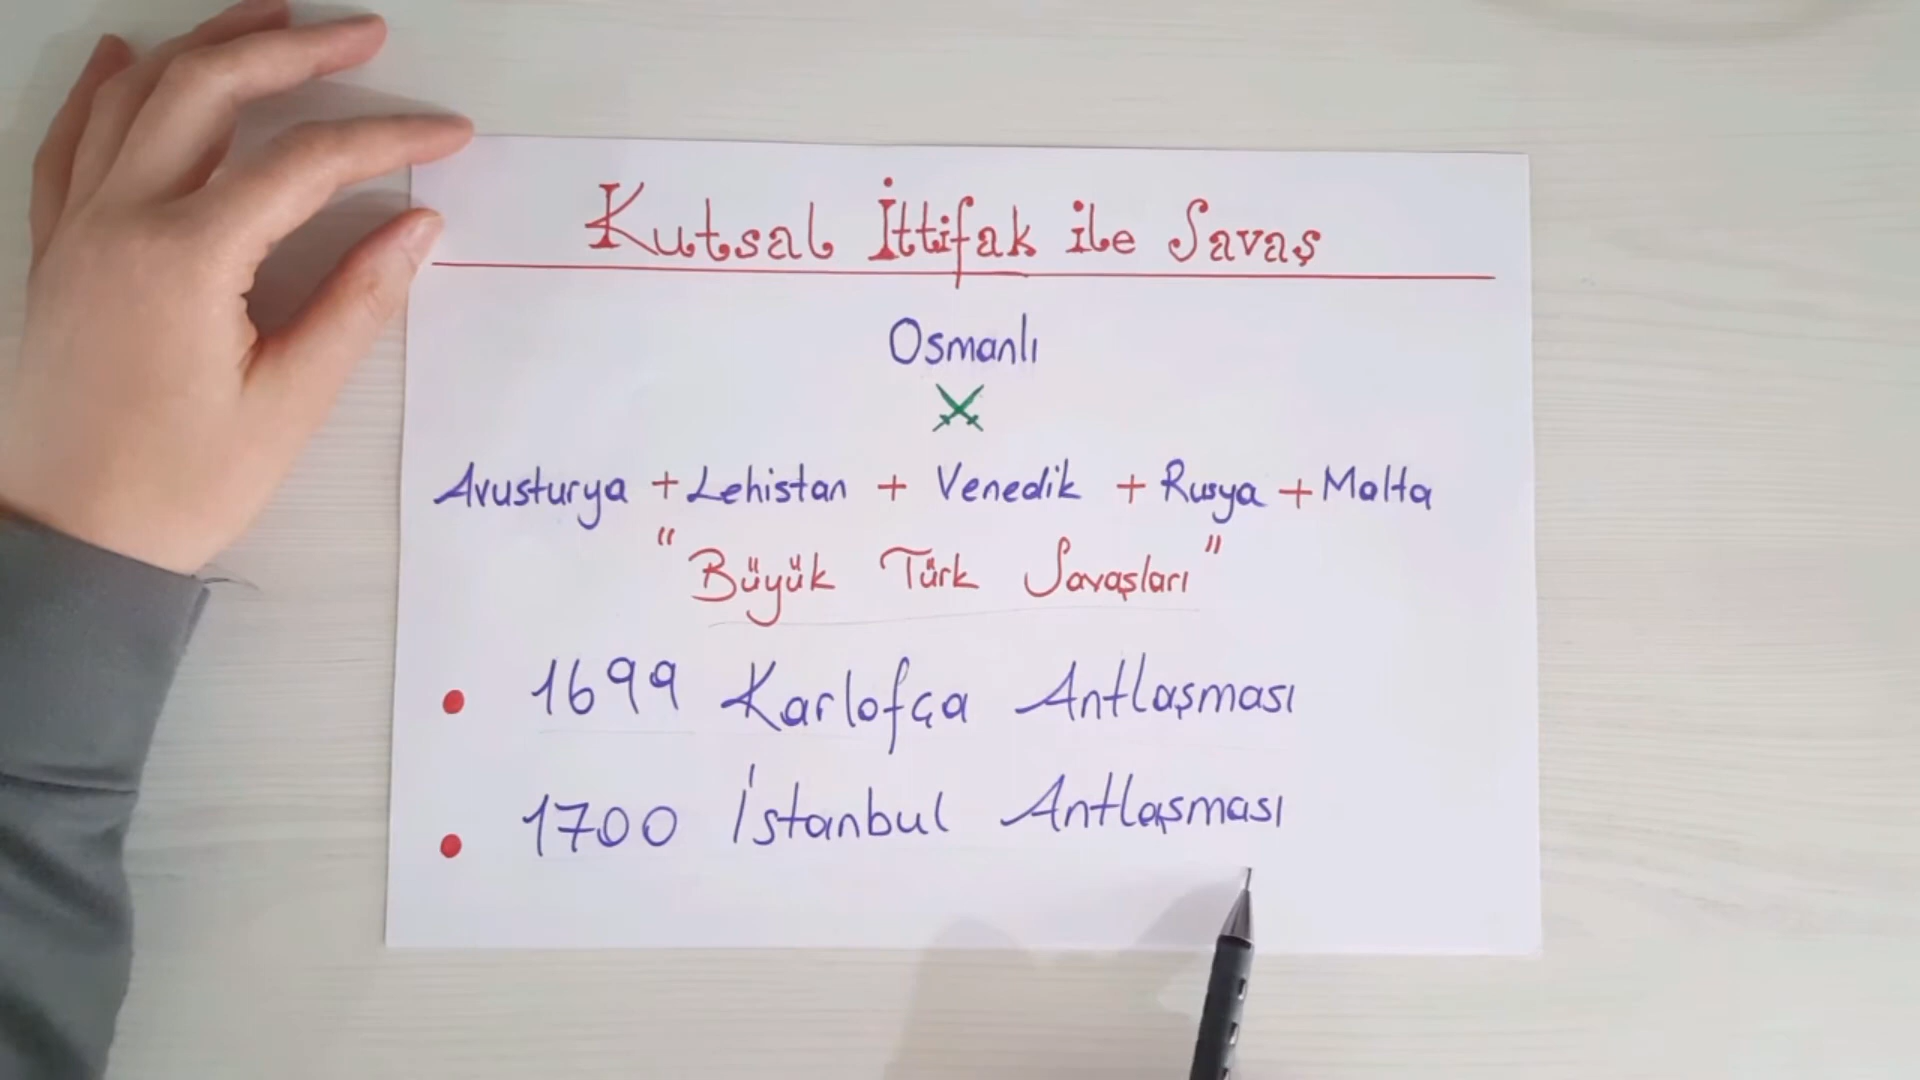 Kutsal İttifak ile Savaş
Osmanlı
Avusturya + Lehistan + Venedik + Rusya + Malta
"Büyük Türk Savaşları"
• 1699 Karlofça Antlaşması
• 1700 İstanbul Antlaşması